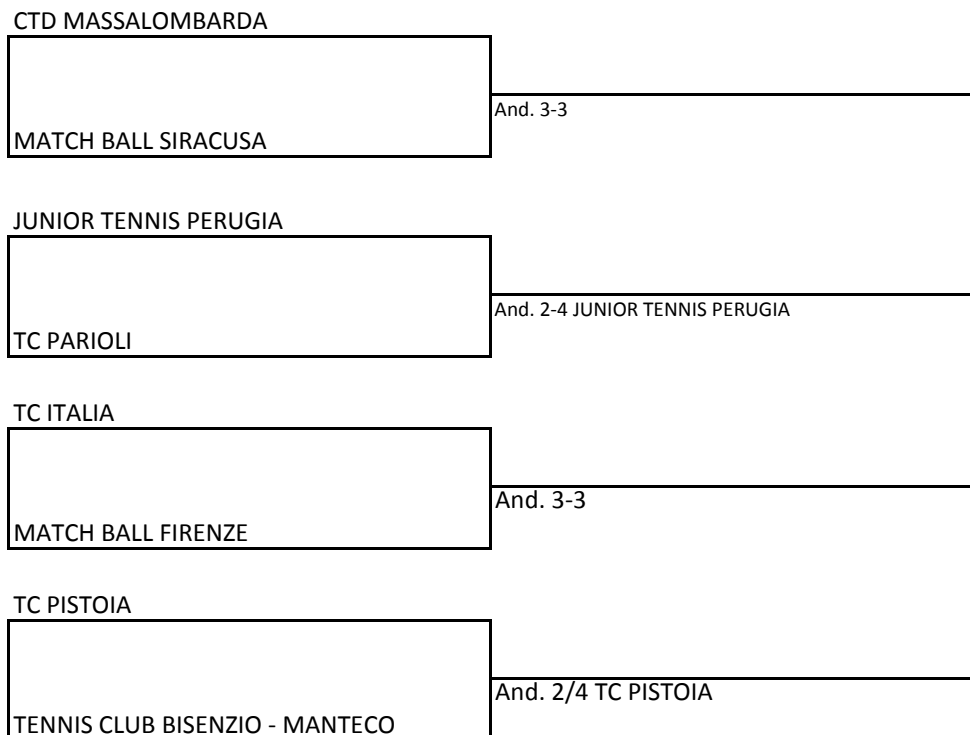 CTD MASSALOMBARDA
And. 3-3
MATCH BALL SIRACUSA
JUNIOR TENNIS PERUGIA
And. 2-4 JUNIOR TENNIS PERUGIA
TC PARIOLI
TC ITALIA
And. 3-3
MATCH BALL FIRENZE
TC PISTOIA
And. 2/4 TC PISTOIA
TENNIS CLUB BISENZIO - MANTECO